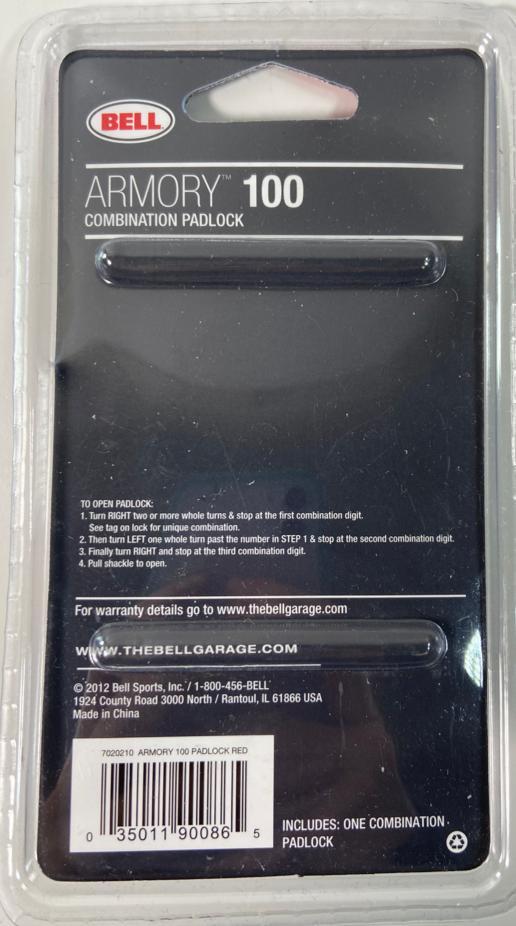 BELL
ARMORY™ 100
COMBINATION PADLOCK
TO OPEN PADLOCK:
1. Turn RIGHT two or more whole turns & stop at the first combination digit.
See tag on lock for unique combination.
2. Then turn LEFT one whole turn past the number in STEP 1 & stop at the second combination digit.
3. Finally turn RIGHT and stop at the third combination digit.
4. Pull shackle to open.
For warranty details go to www.thebellgarage.com
WWW.THEBELLGARAGE.COM
© 2012 Bell Sports, Inc. / 1-800-456-BELL
1924 County Road 3000 North / Rantoul, IL 61866 USA
Made in China
7020210 ARMORY 100 PADLOCK RED
0 35011 90086 5
INCLUDES: ONE COMBINATION
PADLOCK